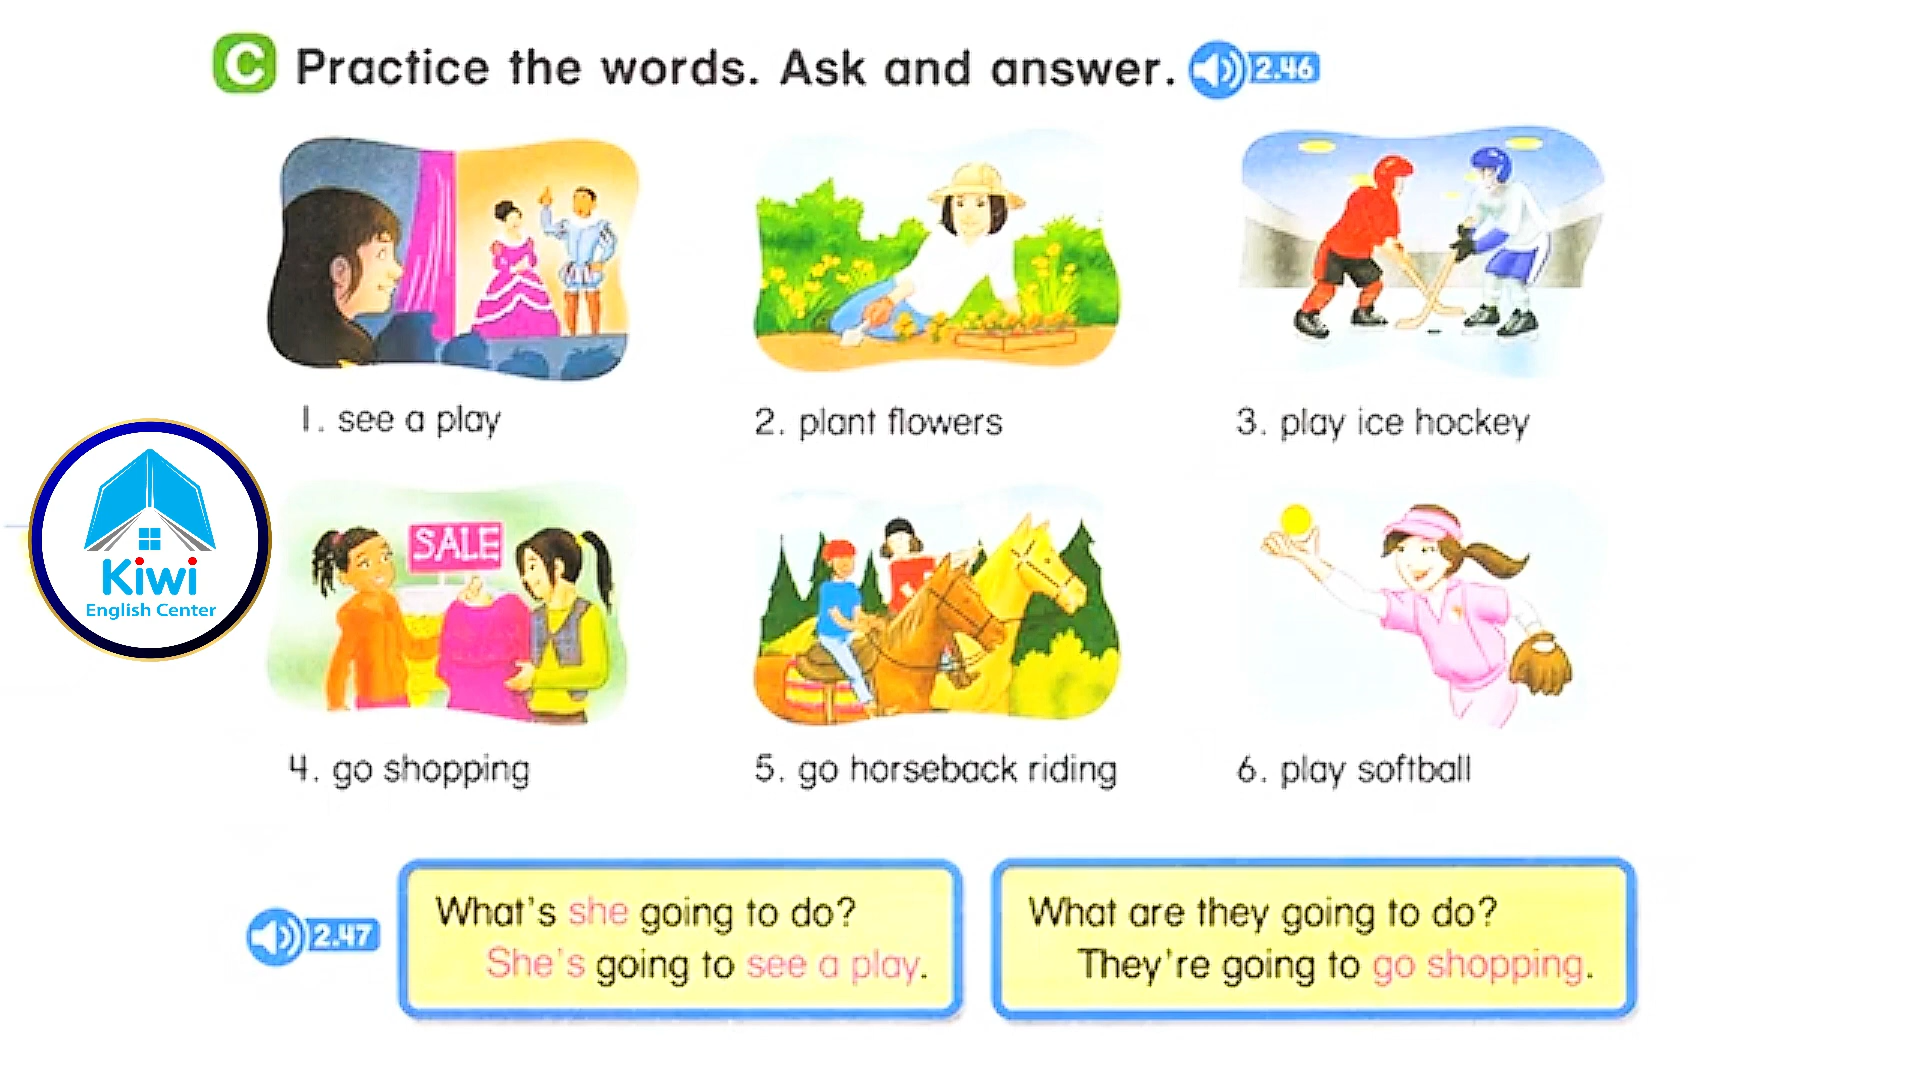 C Practice the words. Ask and answer. 2.46
1. see a play
2. plant flowers
3. play ice hockey
SALE
Kiwi
English Center
4. go shopping
5. go horseback riding
6. play softball
2.47
What's she going to do?
She's going to see a play.
What are they going to do?
They're going to go shopping.